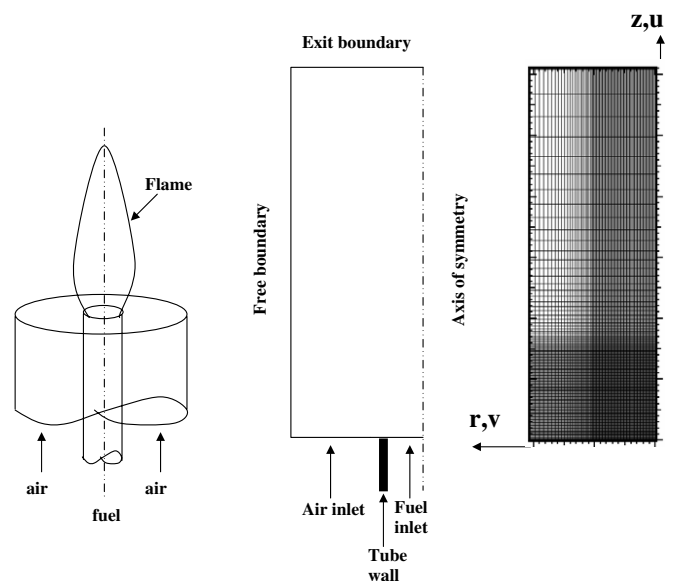 Flame
air
air
fuel
Exit boundary
Free boundary
Axis of symmetry
Air inlet
Fuel
inlet
Tube
wall
z,u
r,v